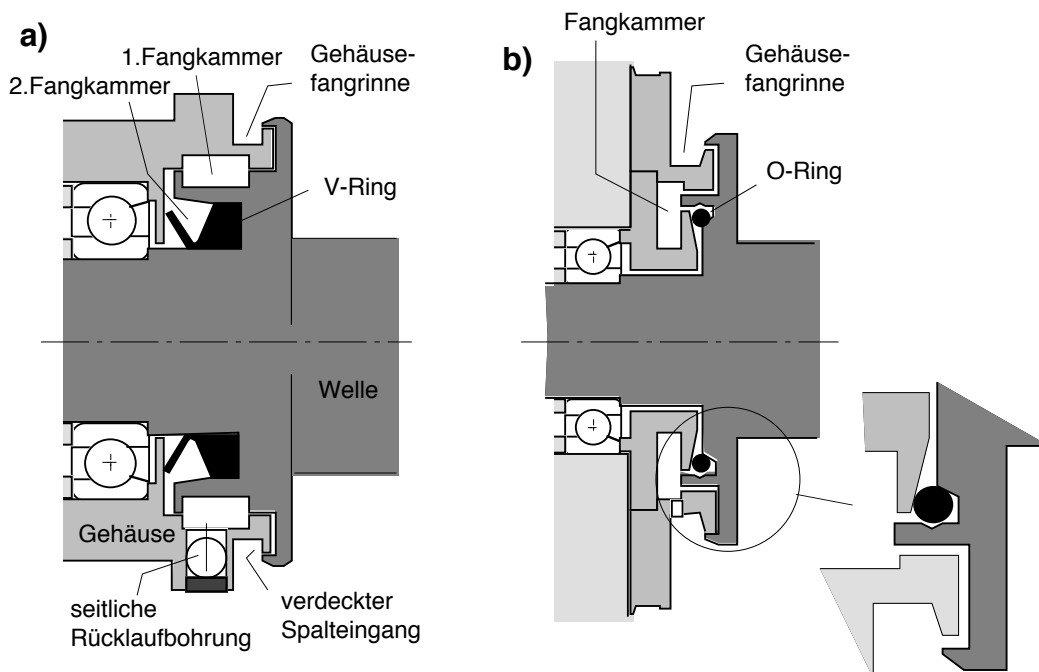 a)
1.Fangkammer
2.Fangkammer
Gehäuse-
fangrinne
V-Ring
Welle
Gehäuse
seitliche
Rücklaufbohrung
verdeckter
Spalteingang
b)
Fangkammer
Gehäuse-
fangrinne
O-Ring